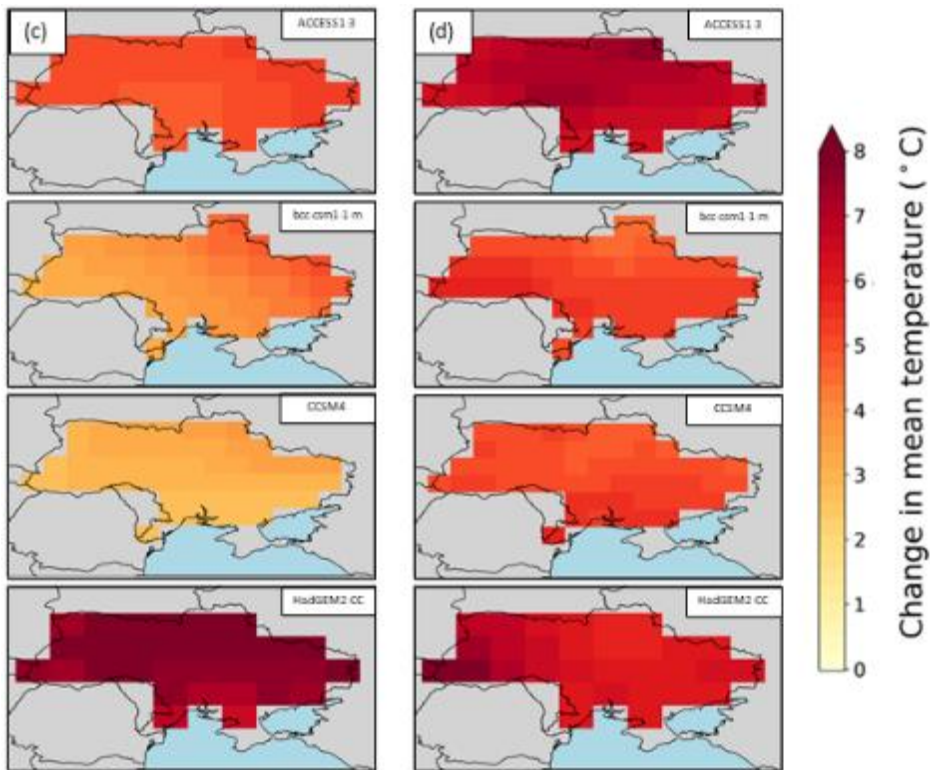 (c)
ACCESS1 3
(d)
ACCESS1 3
bcc csm1 1 m
bcc csm1 1 m
CCSM4
CCSM4
HadGEM2 CC
HadGEM2 CC
8
7
6
5
4
3
2
1
0
Change in mean temperature (°C)